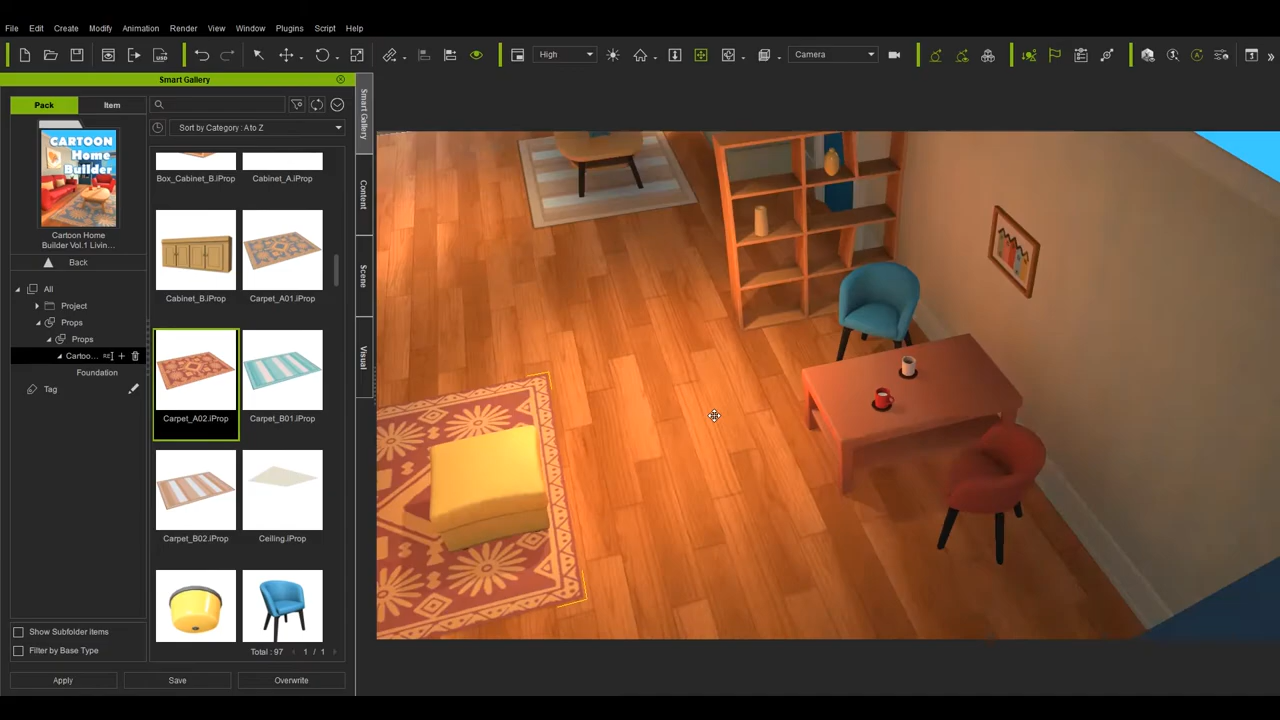 File Edit Create Modify Animation Render View Window Plugins Script Help
High
Camera
Smart Gallery
Pack Item
Sort by Category : A to Z
CARTOON
Home
Builder
Cartoon Home
Builder Vol.1 Livin...
Back
All
Project
Props
Props
Cartoo...
Foundation
Tag
Box_Cabinet_B.iProp Cabinet_A.iProp
Cabinet_B.iProp Carpet_A01.iProp
Carpet_A02.iProp Carpet_B01.iProp
Carpet_B02.iProp Ceiling.iProp
Smart Gallery
Content
Scene
Visual
Show Subfolder Items
Filter by Base Type
Total : 97 1 / 1
Apply Save Overwrite